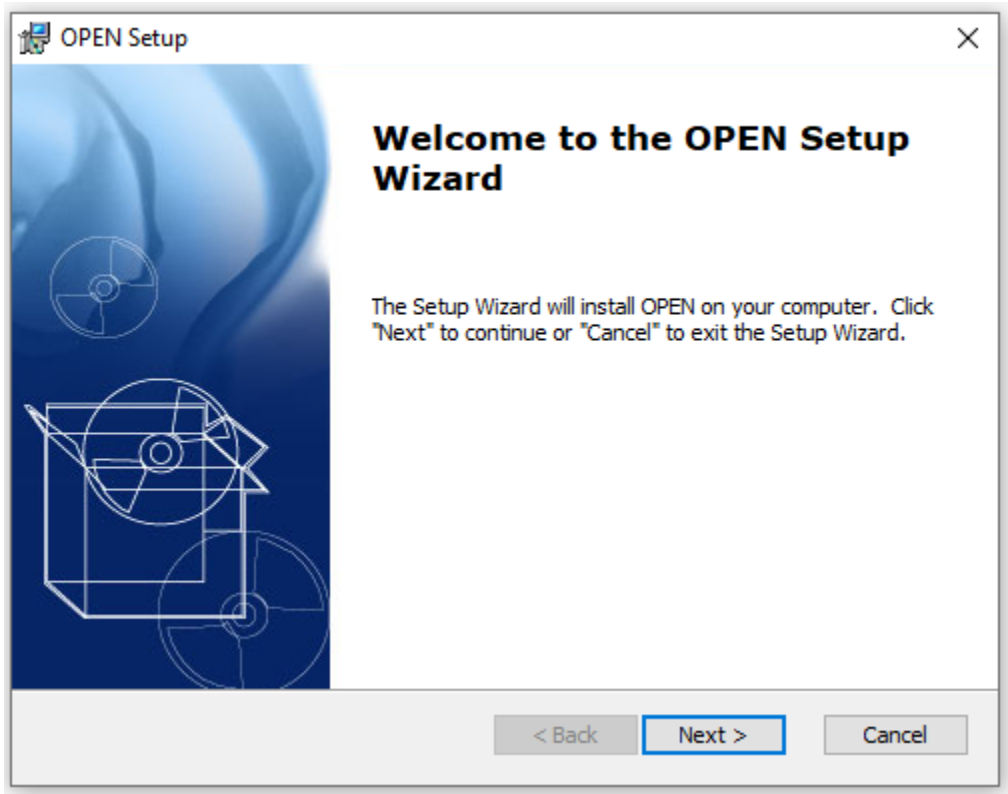 OPEN Setup
Welcome to the OPEN Setup
Wizard
The Setup Wizard will install OPEN on your computer.  Click
"Next" to continue or "Cancel" to exit the Setup Wizard.
< Back Next > Cancel